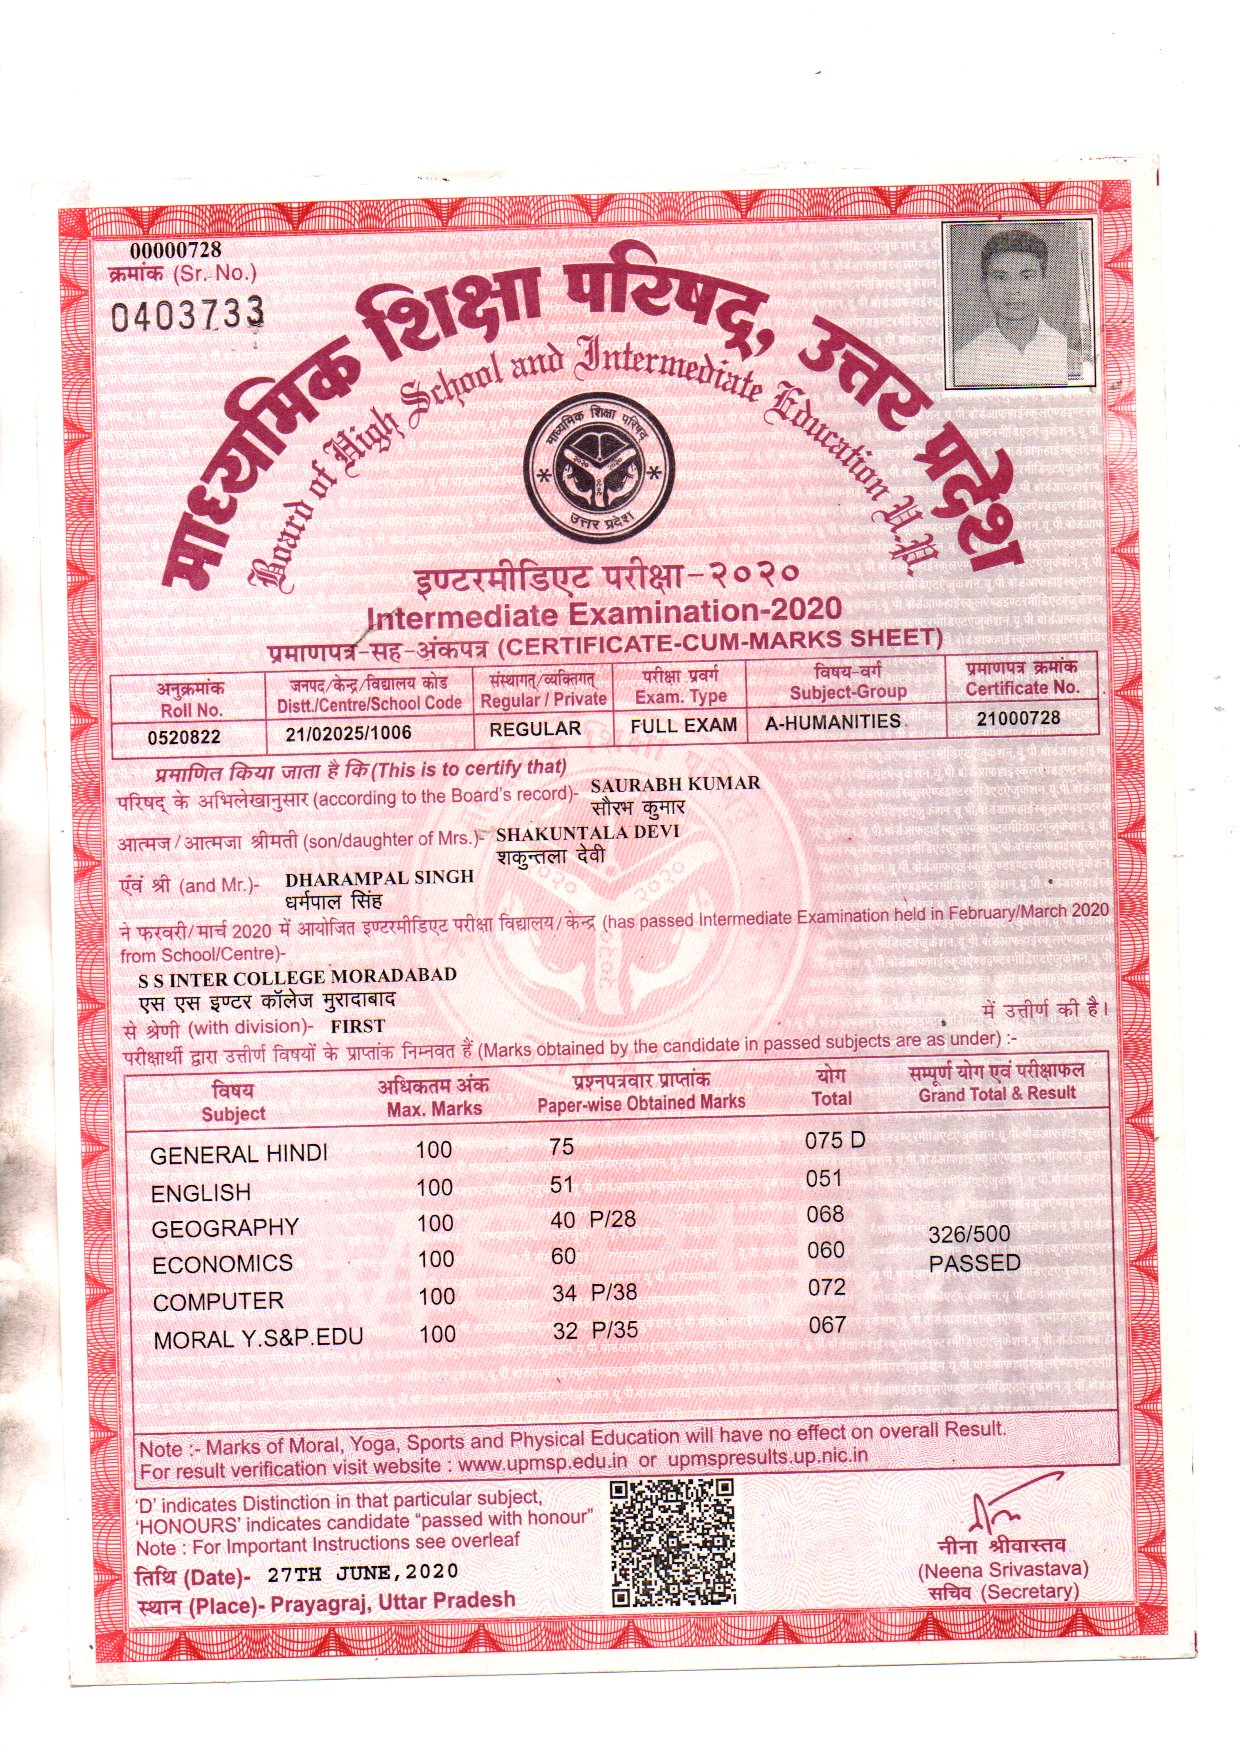 00000728
क्रमांक (Sr. No.)
0403733
माध्यमिक शिक्षा परिषद्, उत्तर प्रदेश
Board of High School and Intermediate Education U.P.
माध्यमिक शिक्षा परिषद्
२०२० २०२०
उत्तर प्रदेश
इण्टरमीडिएट परीक्षा-२०२०
Intermediate Examination-2020
प्रमाणपत्र-सह-अंकपत्र (CERTIFICATE-CUM-MARKS SHEET)
अनुक्रमांक जनपद/केन्द्र/विद्यालय कोड संस्थागत्/व्यक्तिगत् परीक्षा प्रवर्ग विषय-वर्ग प्रमाणपत्र क्रमांक
Roll No. Distt./Centre/School Code Regular / Private Exam. Type Subject-Group Certificate No.
0520822 21/02025/1006 REGULAR FULL EXAM A-HUMANITIES 21000728
प्रमाणित किया जाता है कि (This is to certify that)
परिषद् के अभिलेखानुसार (according to the Board's record)- SAURABH KUMAR
सौरभ कुमार
आत्मज/आत्मजा श्रीमती (son/daughter of Mrs.)- SHAKUNTALA DEVI
शकुन्तला देवी
एंवं श्री (and Mr.)- DHARAMPAL SINGH
धर्मपाल सिंह
ने फरवरी/मार्च 2020 में आयोजित इण्टरमीडिएट परीक्षा विद्यालय/केन्द्र (has passed Intermediate Examination held in February/March 2020
from School/Centre)-
S S INTER COLLEGE MORADABAD
एस एस इण्टर कॉलेज मुरादाबाद
से श्रेणी (with division)- FIRST में उत्तीर्ण की है।
परीक्षार्थी द्वारा उत्तीर्ण विषयों के प्राप्तांक निम्नवत हैं (Marks obtained by the candidate in passed subjects are as under) :-
विषय अधिकतम अंक प्रश्नपत्रवार प्राप्तांक योग सम्पूर्ण योग एवं परीक्षाफल
Subject Max. Marks Paper-wise Obtained Marks Total Grand Total & Result
GENERAL HINDI 100 75 075 D
ENGLISH 100 51 051
GEOGRAPHY 100 40 P/28 068
326/500
ECONOMICS 100 60 060 PASSED
COMPUTER 100 34 P/38 072
MORAL Y.S&P.EDU 100 32 P/35 067
Note :- Marks of Moral, Yoga, Sports and Physical Education will have no effect on overall Result.
For result verification visit website : www.upmsp.edu.in or upmspresults.up.nic.in
'D' indicates Distinction in that particular subject,
'HONOURS' indicates candidate "passed with honour"
Note : For Important Instructions see overleaf
तिथि (Date)- 27TH JUNE,2020
स्थान (Place)- Prayagraj, Uttar Pradesh
नीना श्रीवास्तव
(Neena Srivastava)
सचिव (Secretary)